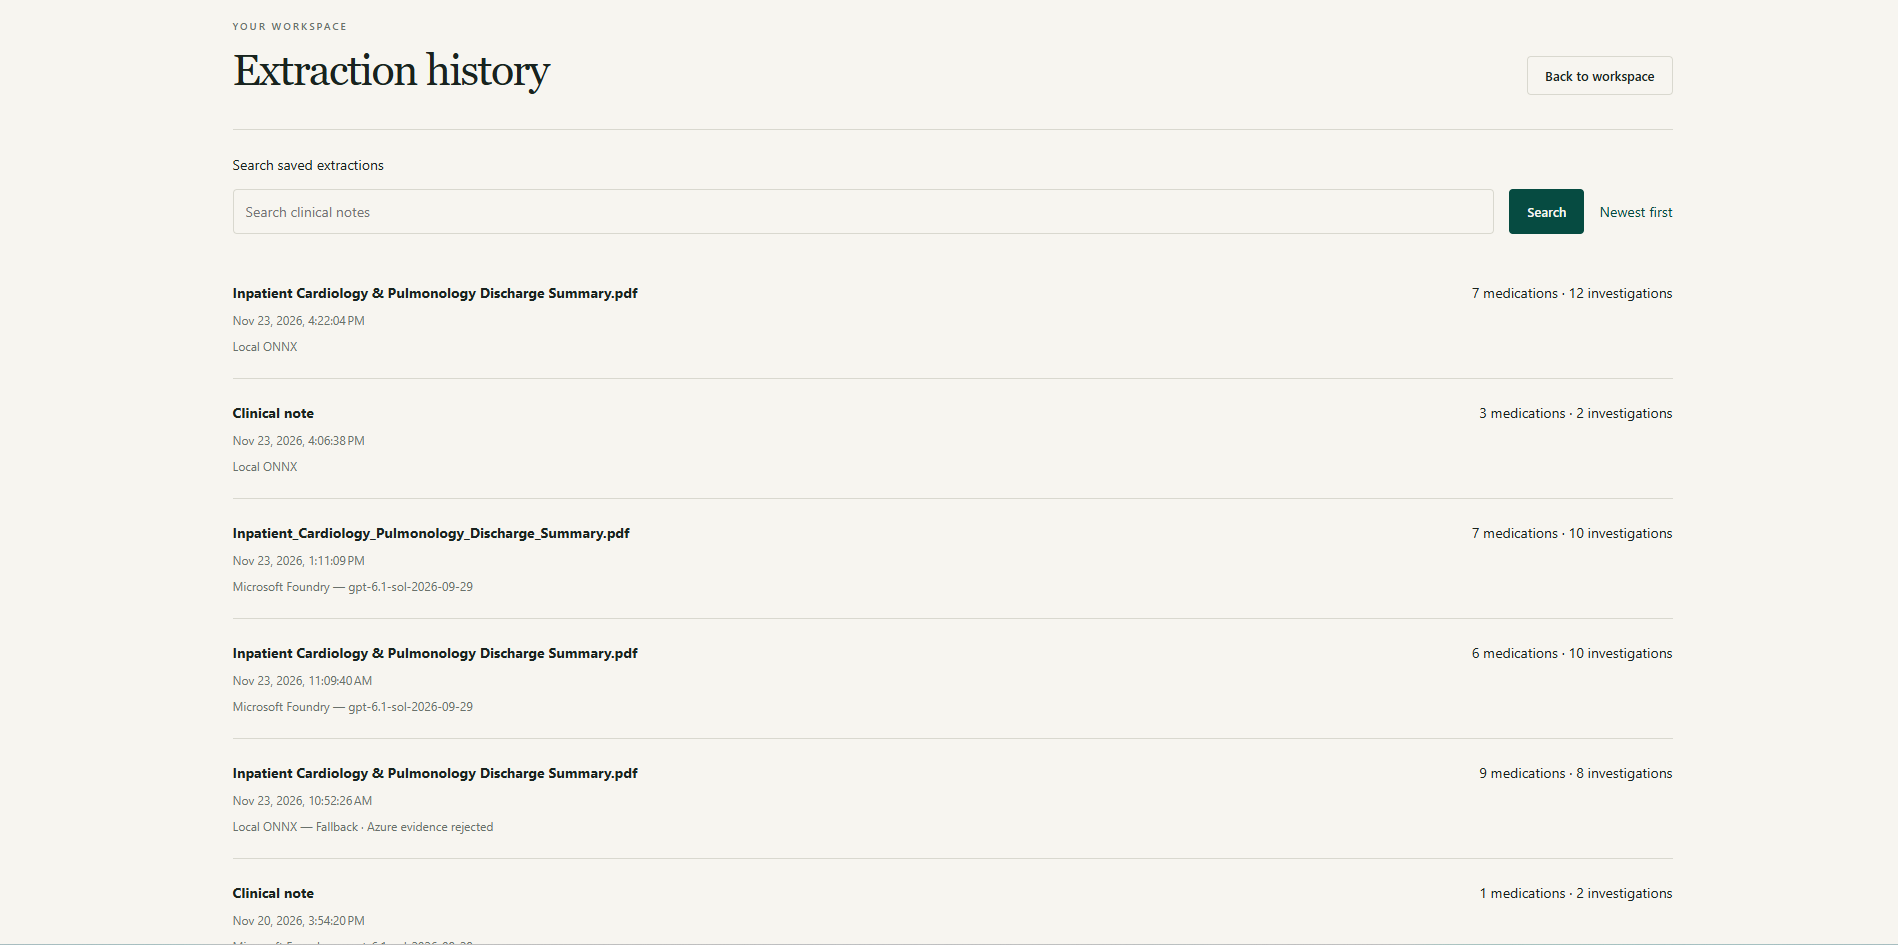 YOUR WORKSPACE
Extraction history
Back to workspace
Search saved extractions
Search clinical notes
Search
Newest first
Inpatient Cardiology & Pulmonology Discharge Summary.pdf
7 medications · 12 investigations
Nov 23, 2026, 4:22:04 PM
Local ONNX
Clinical note
3 medications · 2 investigations
Nov 23, 2026, 4:06:38 PM
Local ONNX
Inpatient_Cardiology_Pulmonology_Discharge_Summary.pdf
7 medications · 10 investigations
Nov 23, 2026, 1:11:09 PM
Microsoft Foundry — gpt-6.1-sol-2026-09-29
Inpatient Cardiology & Pulmonology Discharge Summary.pdf
6 medications · 10 investigations
Nov 23, 2026, 11:09:40 AM
Microsoft Foundry — gpt-6.1-sol-2026-09-29
Inpatient Cardiology & Pulmonology Discharge Summary.pdf
9 medications · 8 investigations
Nov 23, 2026, 10:52:26 AM
Local ONNX — Fallback · Azure evidence rejected
Clinical note
1 medications · 2 investigations
Nov 20, 2026, 3:54:20 PM